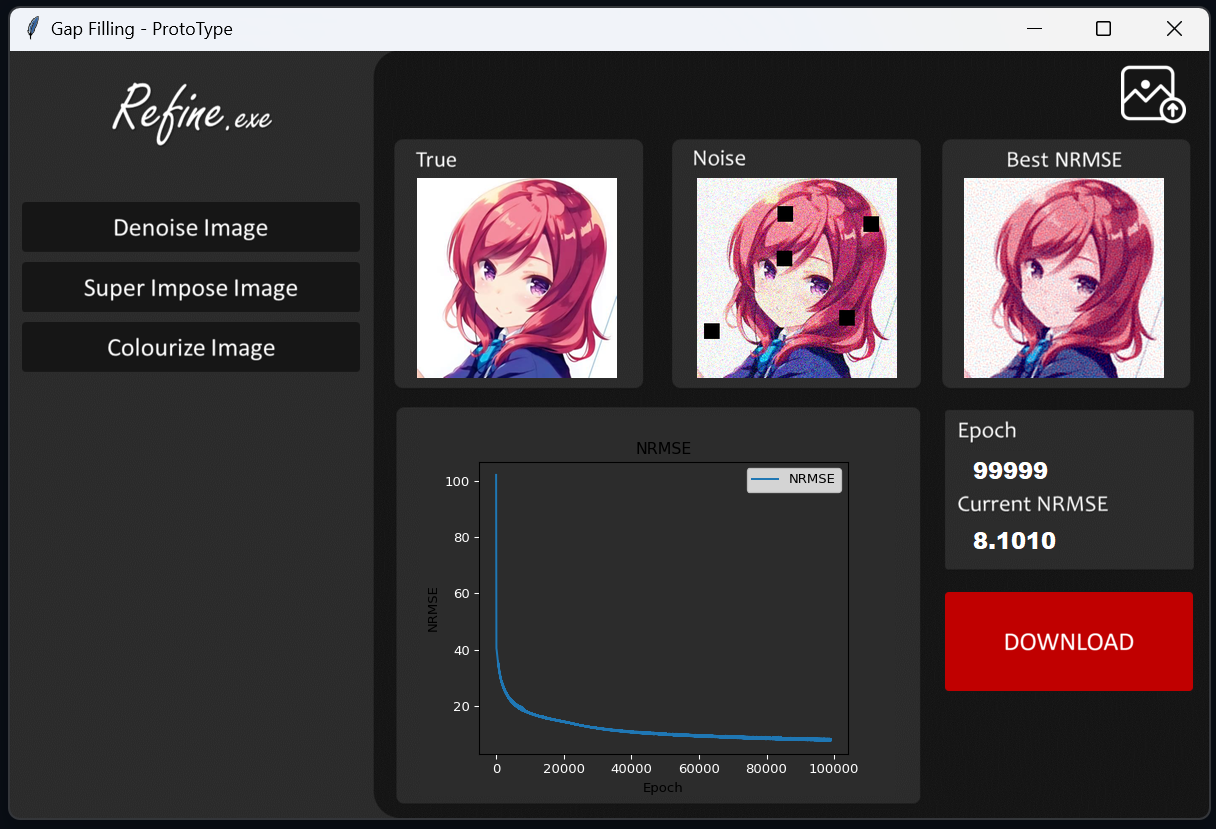 Gap Filling - ProtoType
Refine.exe
Denoise Image
Super Impose Image
Colourize Image
True
Noise
Best NRMSE
NRMSE
NRMSE
100
80
60
40
20
NRMSE
0 20000 40000 60000 80000 100000
Epoch
Epoch
99999
Current NRMSE
8.1010
DOWNLOAD